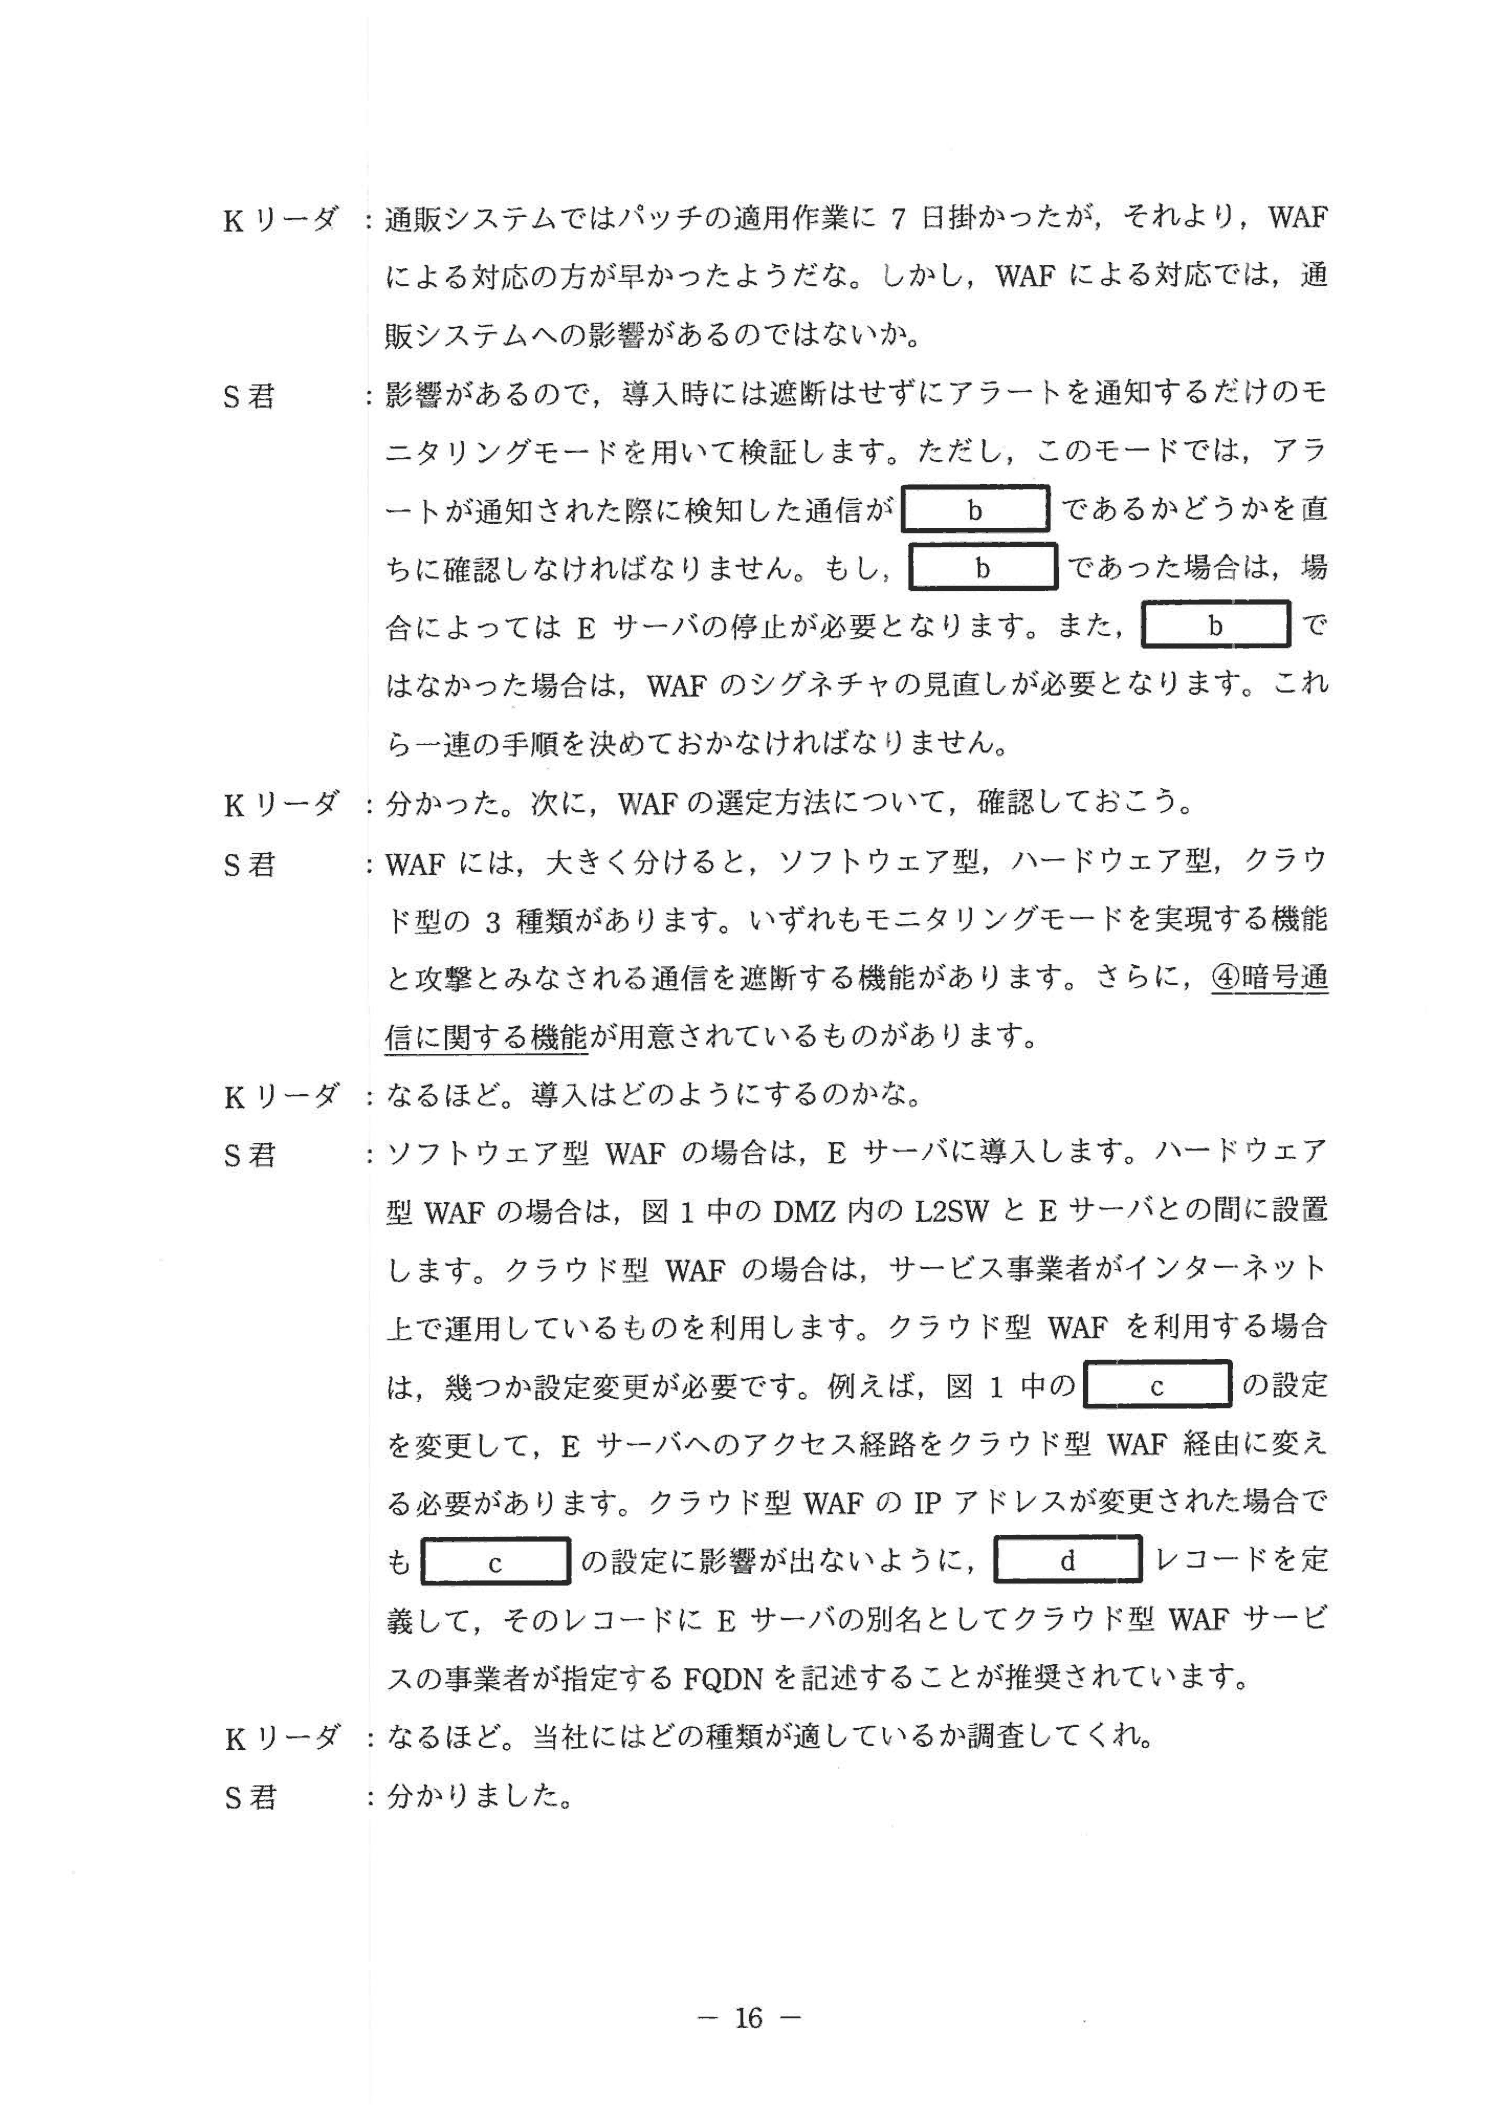 K リーダ ：通販システムではパッチの適用作業に 7 日掛かったが，それより，WAF
による対応の方が早かったようだな。しかし，WAF による対応では，通
販システムへの影響があるのではないか。
S 君 ：影響があるので，導入時には遮断はせずにアラートを通知するだけのモ
ニタリングモードを用いて検証します。ただし，このモードでは，アラ
ートが通知された際に検知した通信が b であるかどうかを直
ちに確認しなければなりません。もし， b であった場合は，場
合によっては E サーバの停止が必要となります。また， b で
はなかった場合は，WAF のシグネチャの見直しが必要となります。これ
ら一連の手順を決めておかなければなりません。
K リーダ ：分かった。次に，WAF の選定方法について，確認しておこう。
S 君 ：WAF には，大きく分けると，ソフトウェア型，ハードウェア型，クラウ
ド型の 3 種類があります。いずれもモニタリングモードを実現する機能
と攻撃とみなされる通信を遮断する機能があります。さらに，④暗号通
信に関する機能が用意されているものがあります。
K リーダ ：なるほど。導入はどのようにするのかな。
S 君 ：ソフトウェア型 WAF の場合は，E サーバに導入します。ハードウェア
型 WAF の場合は，図 1 中の DMZ 内の L2SW と E サーバとの間に設置
します。クラウド型 WAF の場合は，サービス事業者がインターネット
上で運用しているものを利用します。クラウド型 WAF を利用する場合
は，幾つか設定変更が必要です。例えば，図 1 中の c の設定
を変更して，E サーバへのアクセス経路をクラウド型 WAF 経由に変え
る必要があります。クラウド型 WAF の IP アドレスが変更された場合で
も c の設定に影響が出ないように， d レコードを定
義して，そのレコードに E サーバの別名としてクラウド型 WAF サービ
スの事業者が指定する FQDN を記述することが推奨されています。
K リーダ ：なるほど。当社にはどの種類が適しているか調査してくれ。
S 君 ：分かりました。
－ 16 －